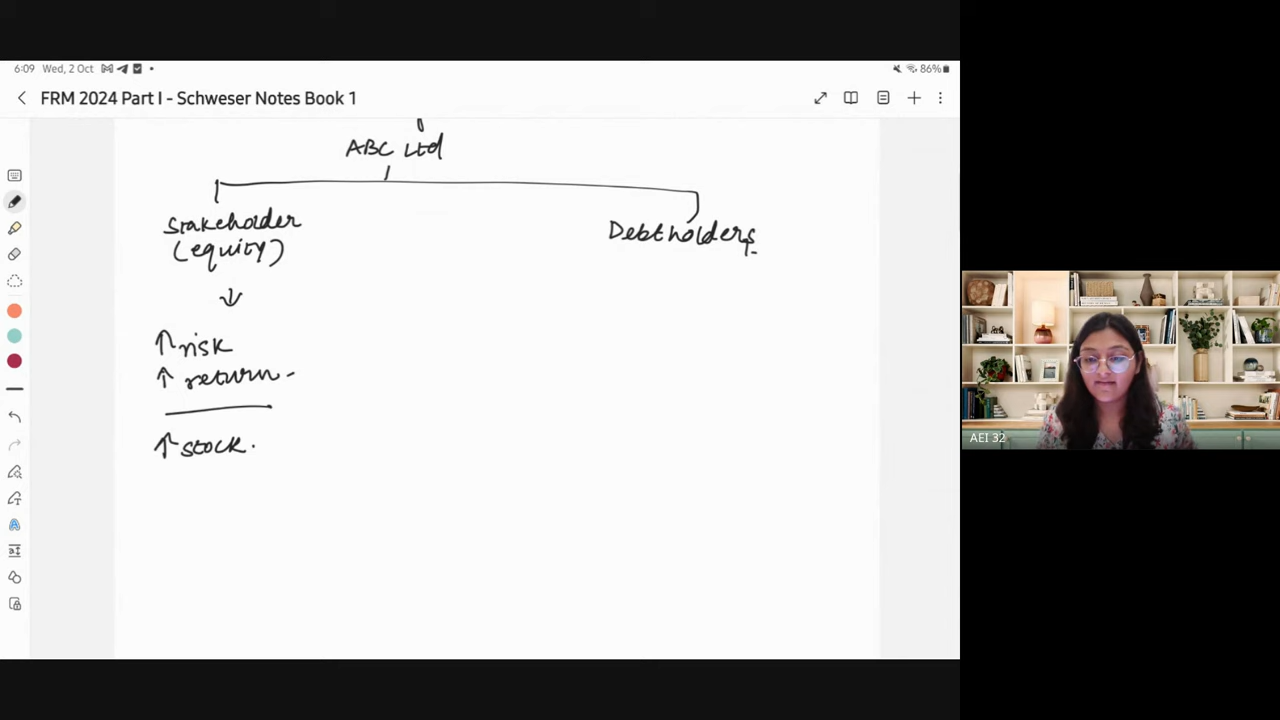 6:09 Wed, 2 Oct
86%
FRM 2024 Part I - Schweser Notes Book 1
ABC Ltd
Stakeholder
(equity)
Debtholders
↓
↑ risk
↑ return -
↑ stock.
AEI 32